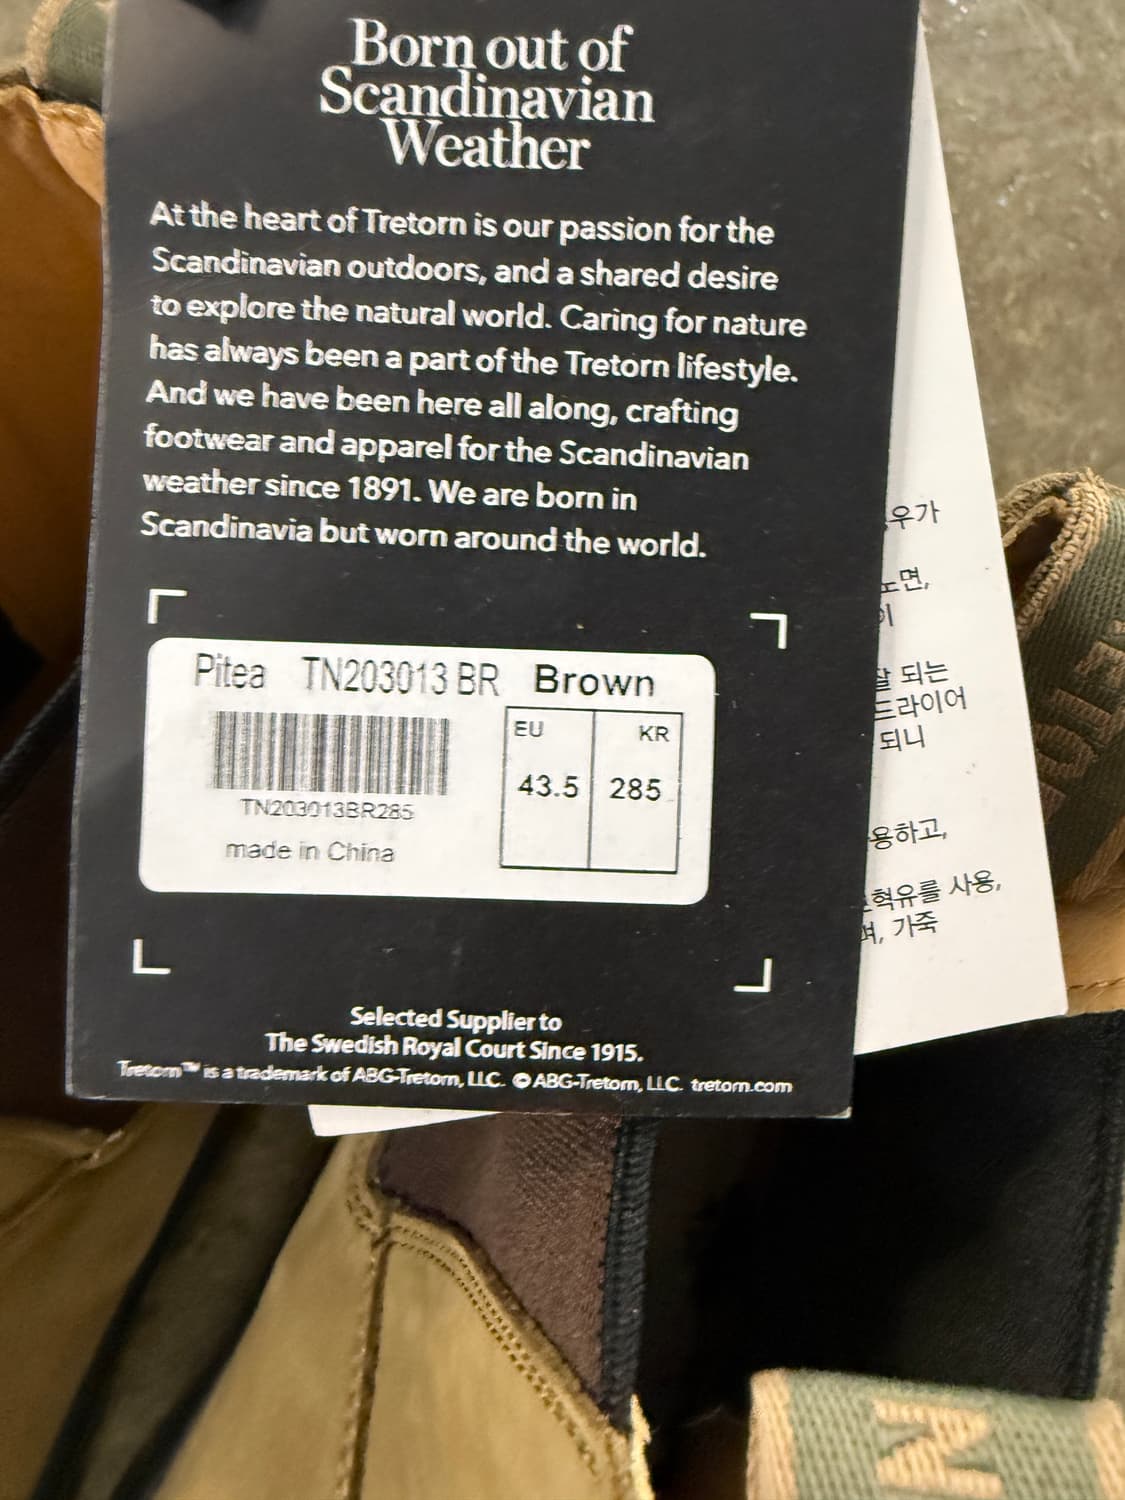 Born out of
Scandinavian
Weather
At the heart of Tretorn is our passion for the
Scandinavian outdoors, and a shared desire
to explore the natural world. Caring for nature
has always been a part of the Tretorn lifestyle.
And we have been here all along, crafting
footwear and apparel for the Scandinavian
weather since 1891. We are born in
Scandinavia but worn around the world.
Pitea TN203013 BR Brown
EU KR
43.5 285
TN203013BR285
made in China
Selected Supplier to
The Swedish Royal Court Since 1915.
Tretorn™ is a trademark of ABG-Tretorn, LLC. © ABG-Tretorn, LLC. tretorn.com
우가
면,
이
잘 되는
드라이어
되니
용하고,
혁유를 사용,
며, 가죽
N